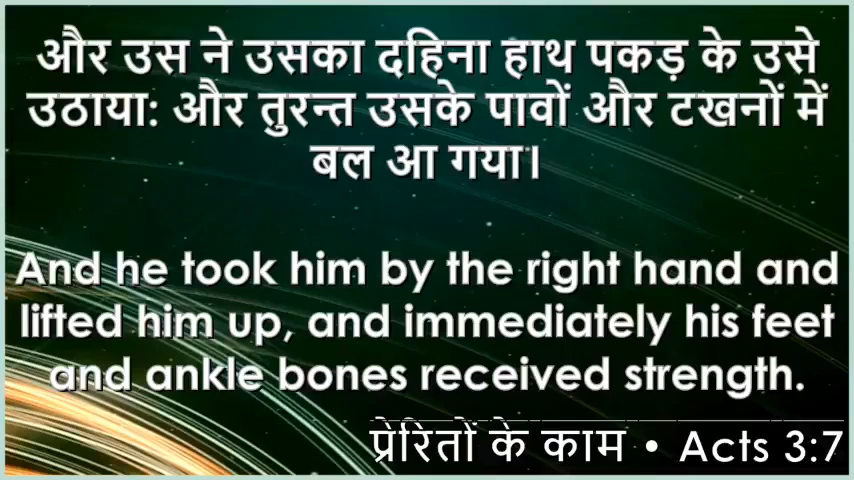 और उस ने उसका दहिना हाथ पकड़ के उसे
उठाया: और तुरन्त उसके पावों और टखनों में
बल आ गया।
And he took him by the right hand and
lifted him up, and immediately his feet
and ankle bones received strength.
प्रेरितों के काम • Acts 3:7